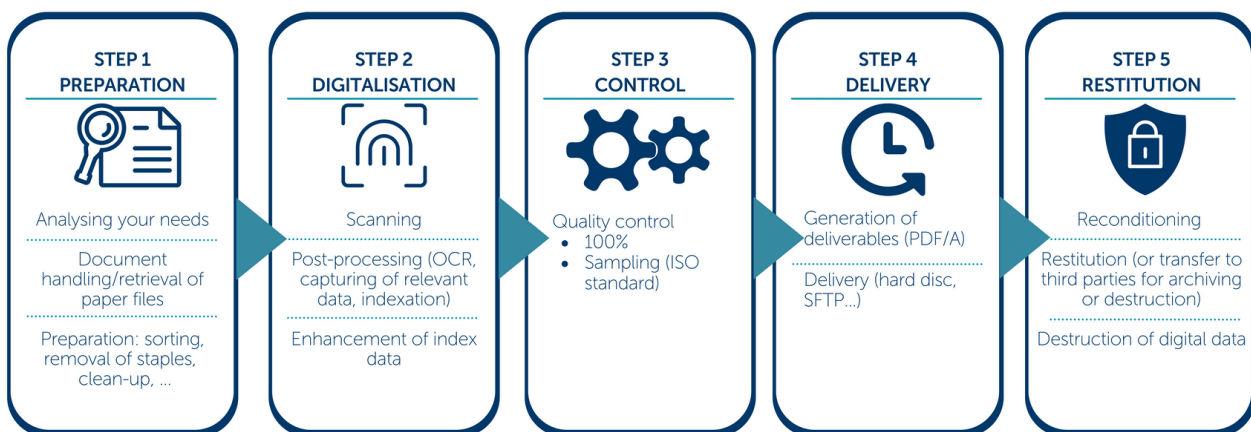 STEP 1
PREPARATION
Analysing your needs
Document
handling/retrieval of
paper files
Preparation: sorting,
removal of staples,
clean-up, ...
STEP 2
DIGITALISATION
Scanning
Post-processing (OCR,
capturing of relevant
data, indexation)
Enhancement of index
data
STEP 3
CONTROL
Quality control
• 100%
• Sampling (ISO
standard)
STEP 4
DELIVERY
Generation of
deliverables (PDF/A)
Delivery (hard disc,
SFTP...)
STEP 5
RESTITUTION
Reconditioning
Restitution (or transfer to
third parties for archiving
or destruction)
Destruction of digital data